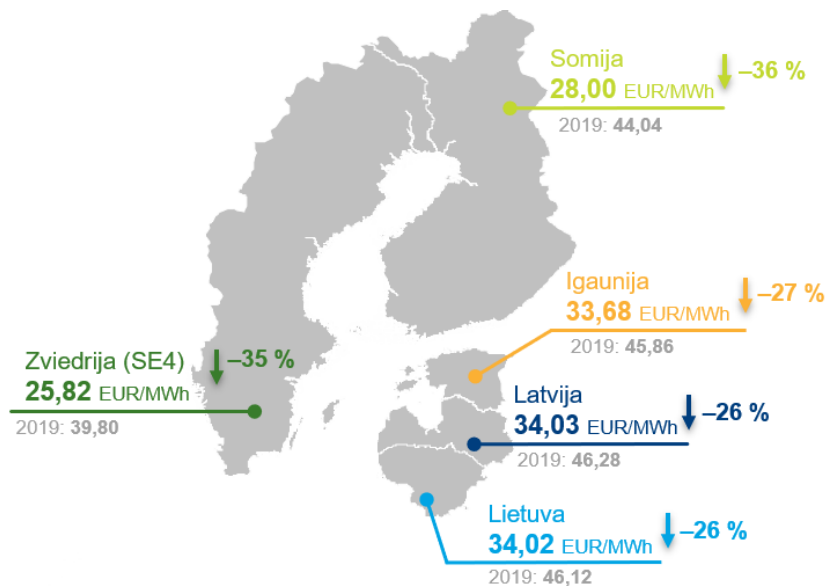 Somija
28,00 EUR/MWh
–36 %
2019: 44,04
Igaunija
33,68 EUR/MWh
–27 %
2019: 45,86
Zviedrija (SE4)
–35 %
25,82 EUR/MWh
2019: 39,80
Latvija
34,03 EUR/MWh
–26 %
2019: 46,28
Lietuva
34,02 EUR/MWh
–26 %
2019: 46,12